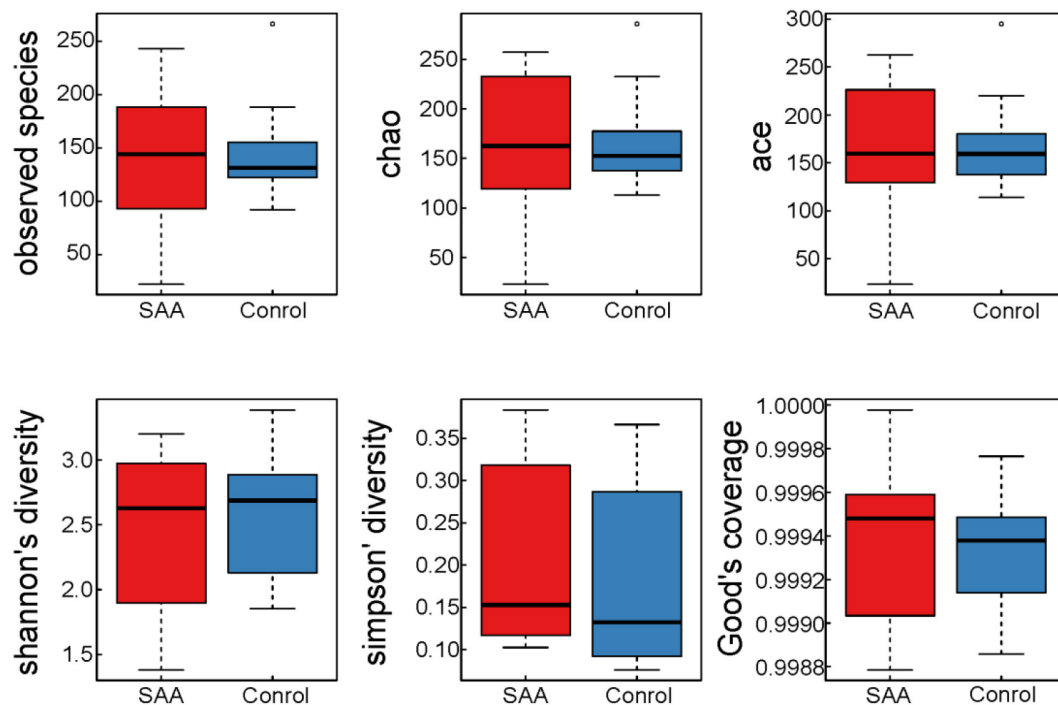 observed species
250
200
150
100
50
SAA Conrol
chao
250
200
150
100
50
SAA Conrol
ace
300
250
200
150
100
50
SAA Conrol
shannon's diversity
3.0
2.5
2.0
1.5
SAA Conrol
simpson' diversity
0.35
0.30
0.25
0.20
0.15
0.10
SAA Conrol
Good's coverage
1.0000
0.9998
0.9996
0.9994
0.9992
0.9990
0.9988
SAA Conrol